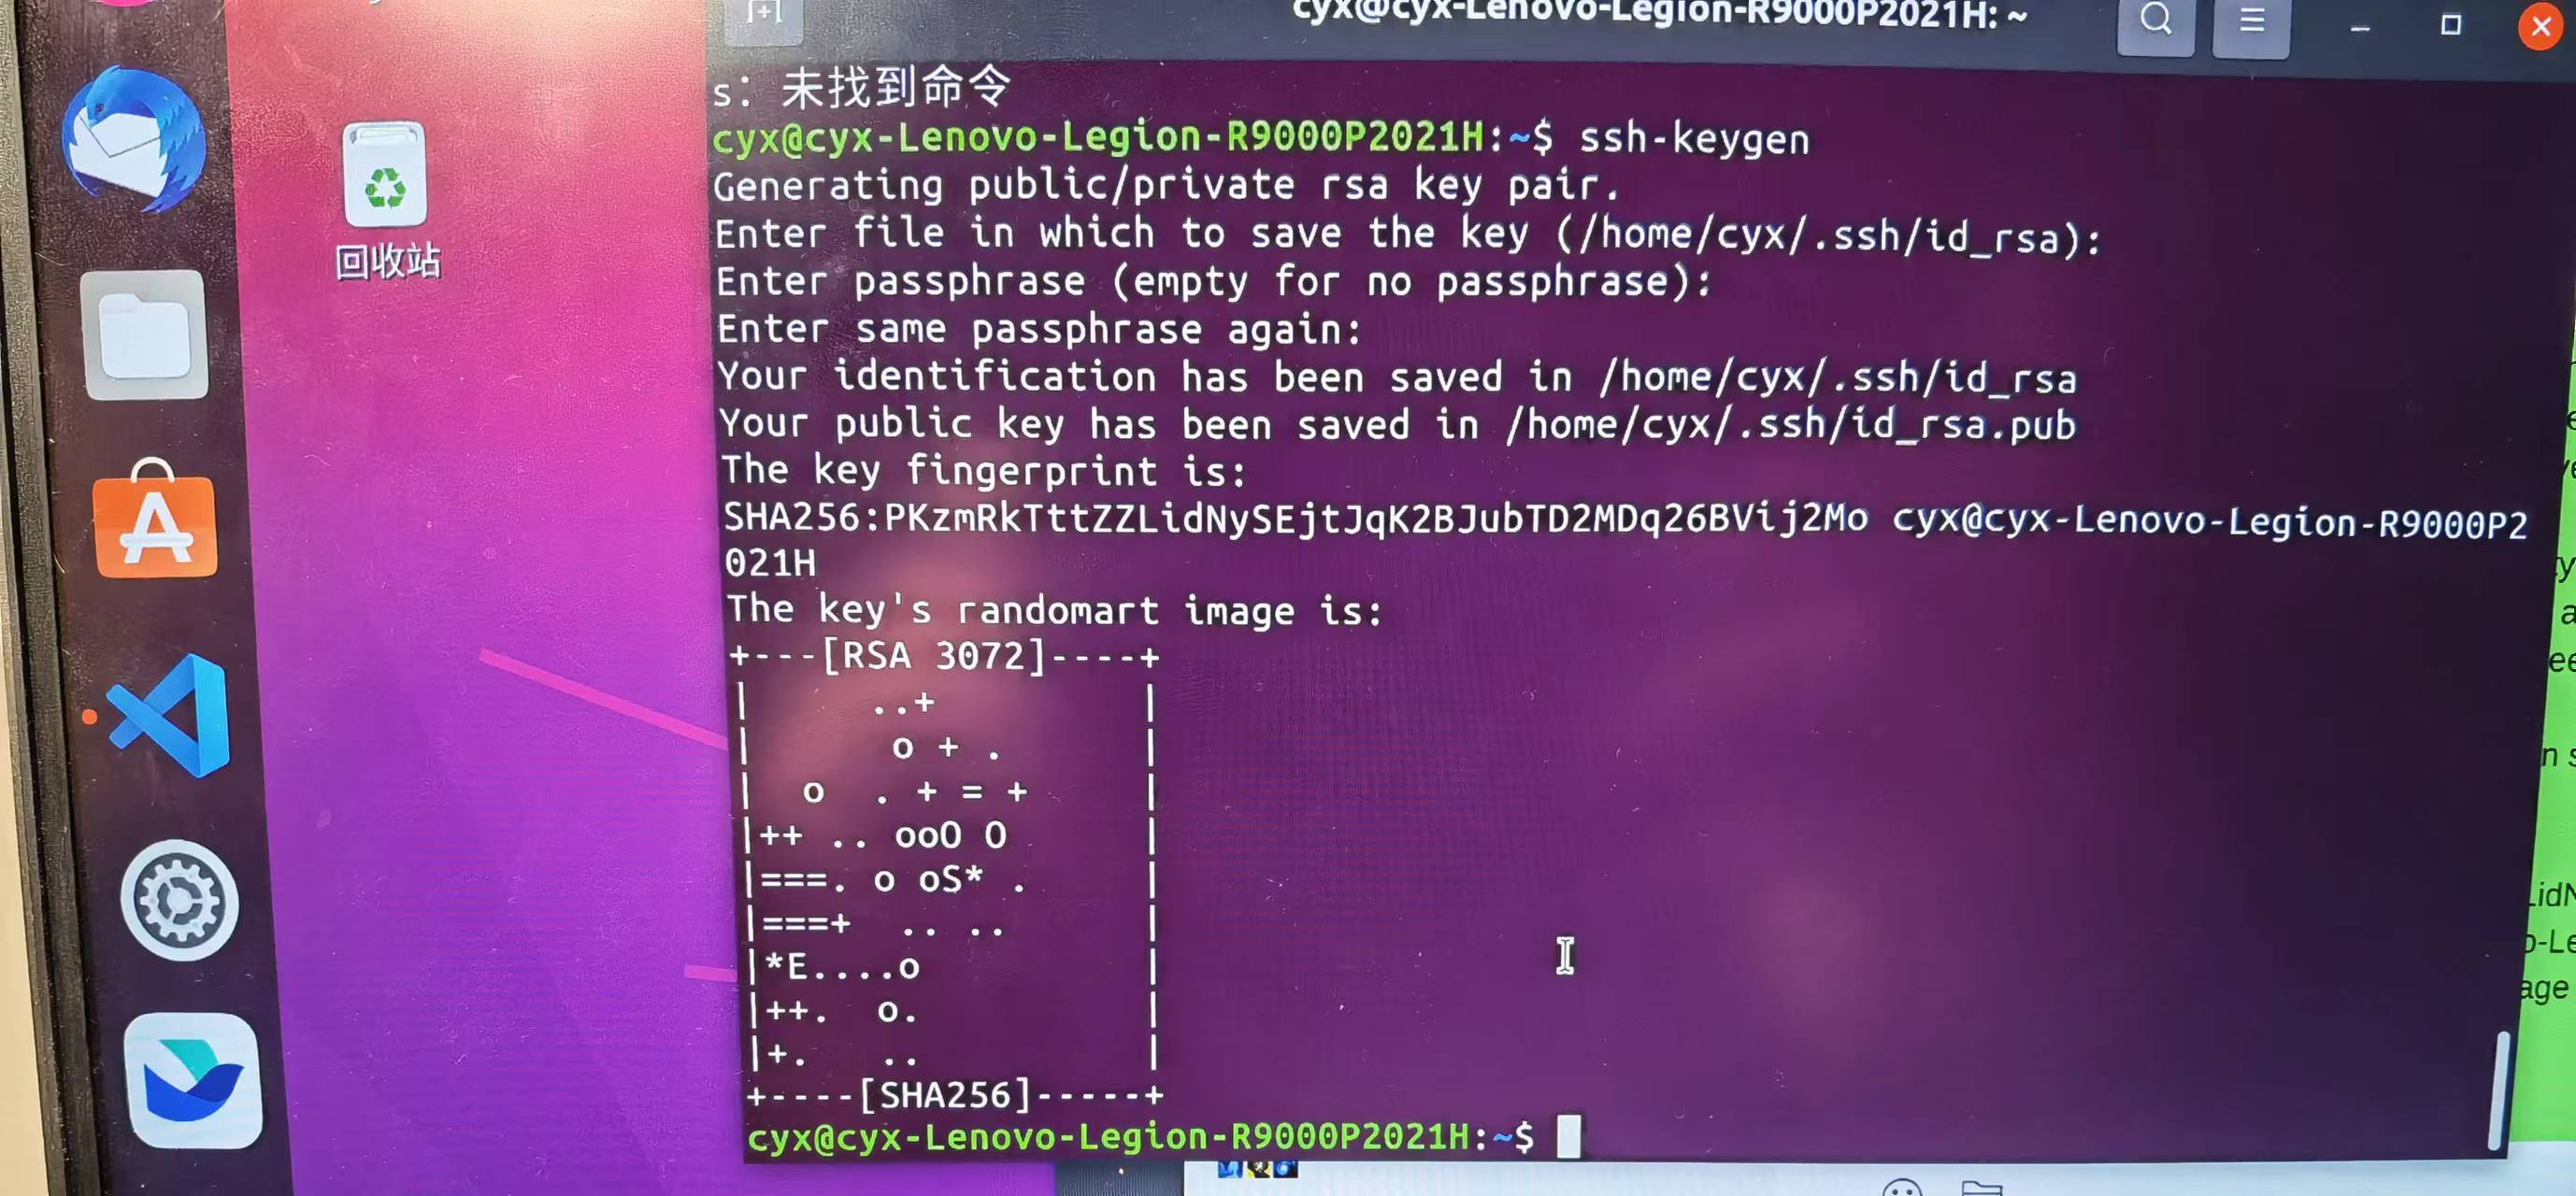 cyx@cyx-Lenovo-Legion-R9000P2021H: ~
s：未找到命令
cyx@cyx-Lenovo-Legion-R9000P2021H:~$ ssh-keygen
Generating public/private rsa key pair.
Enter file in which to save the key (/home/cyx/.ssh/id_rsa):
Enter passphrase (empty for no passphrase):
Enter same passphrase again:
Your identification has been saved in /home/cyx/.ssh/id_rsa
Your public key has been saved in /home/cyx/.ssh/id_rsa.pub
The key fingerprint is:
SHA256:PKzmRkTttZZLidNySEjtJqK2BJubTD2MDq26BVij2Mo cyx@cyx-Lenovo-Legion-R9000P2
021H
The key's randomart image is:
+---[RSA 3072]----+
|      ..+         |
|       o + .      |
|   o  . + = +     |
|++ .. ooO O      |
|===. o oS* .     |
|===+  .. ..      |
|*E....o          |
|++.  o.          |
|+.   ..          |
+----[SHA256]-----+
cyx@cyx-Lenovo-Legion-R9000P2021H:~$
回收站